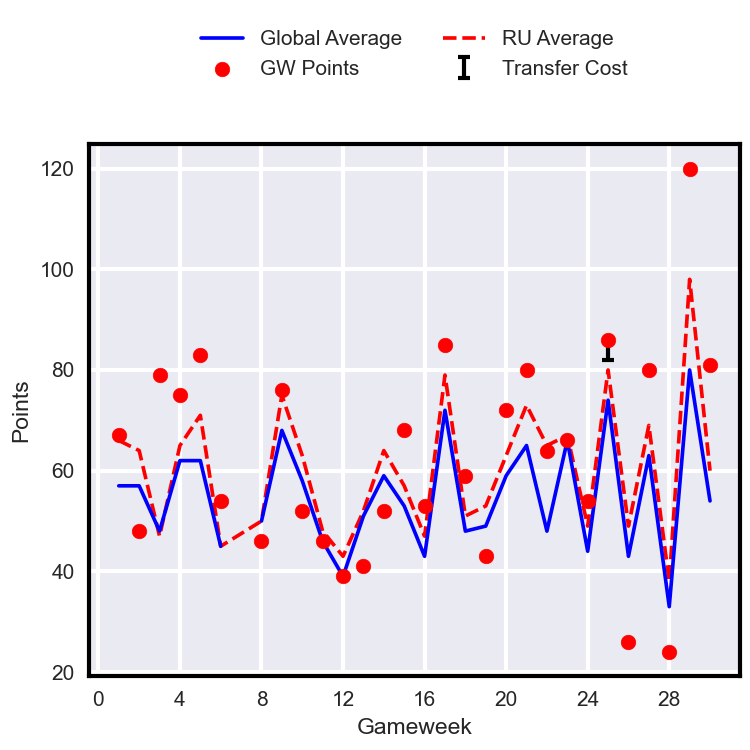 Global Average
RU Average
GW Points
Transfer Cost
120
100
80
60
40
20
Points
0 4 8 12 16 20 24 28
Gameweek